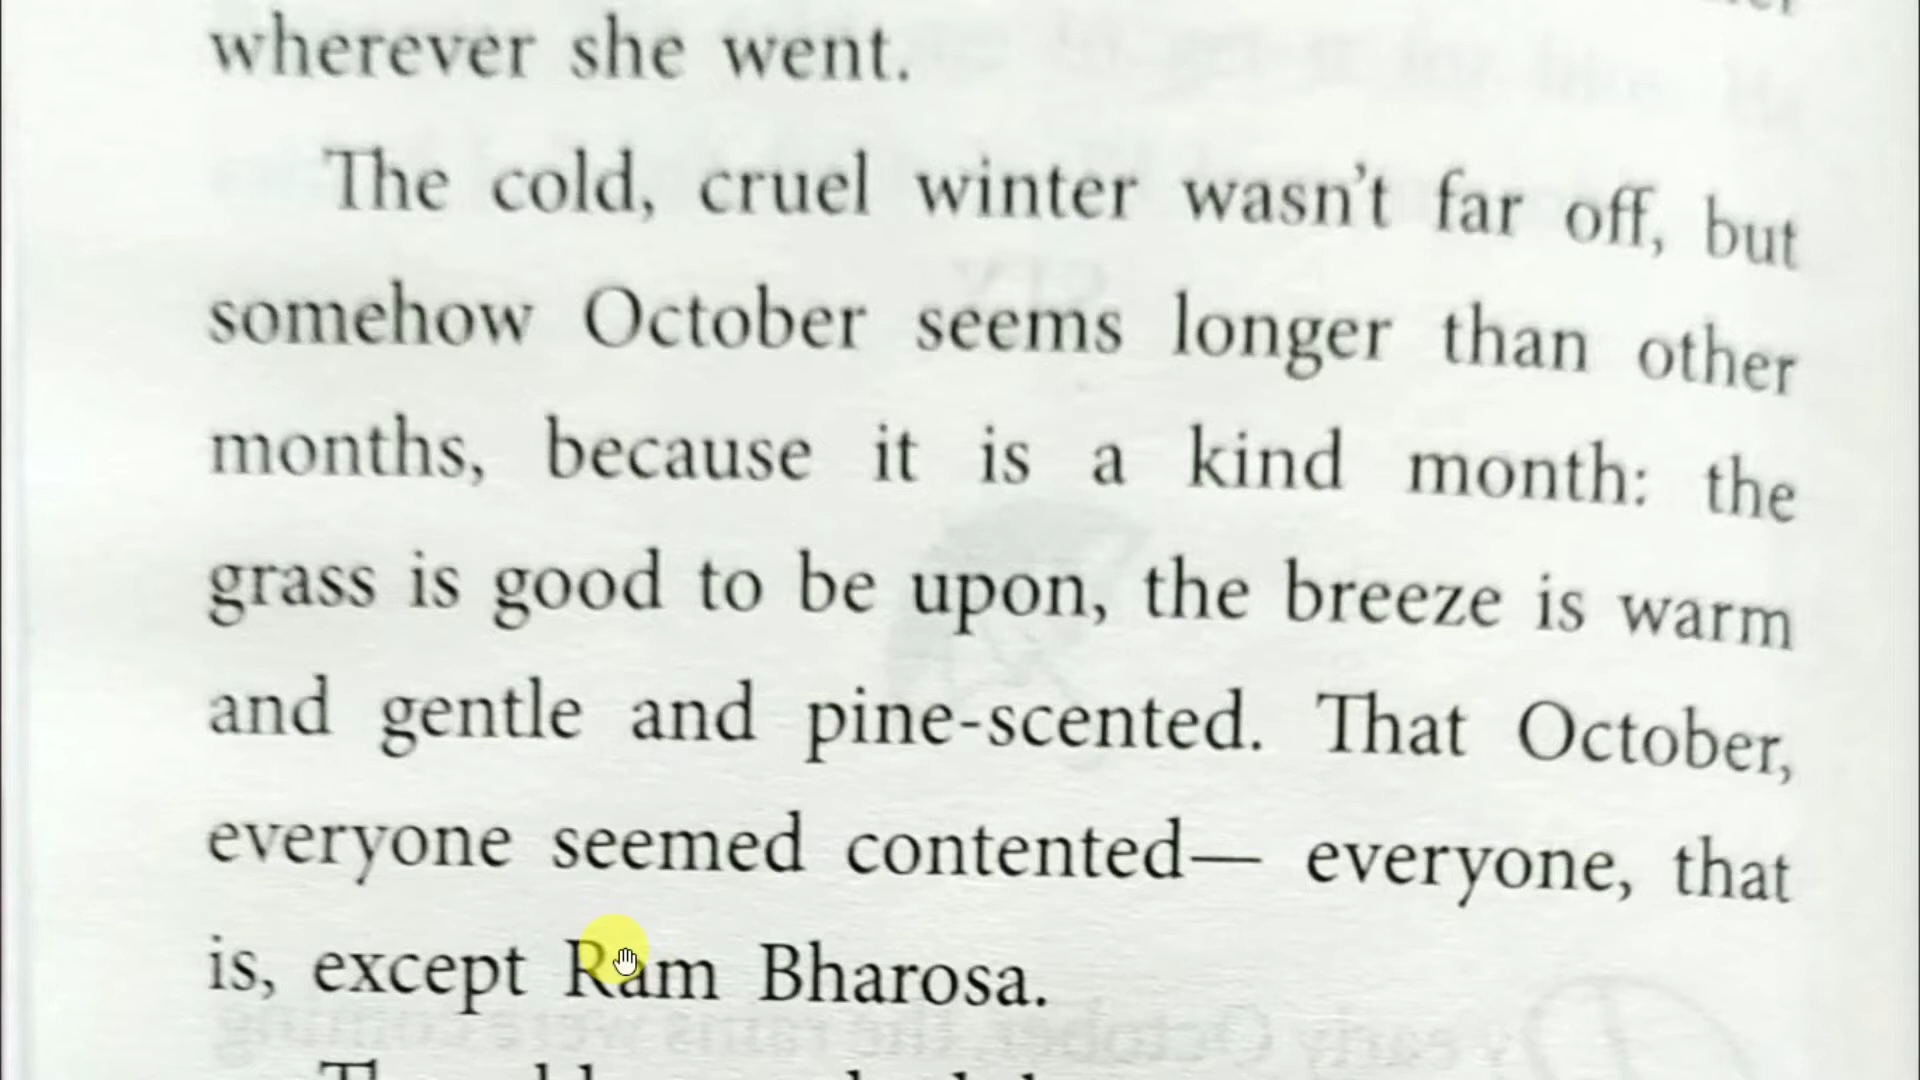 wherever she went.
The cold, cruel winter wasn't far off, but
somehow October seems longer than other
months, because it is a kind month: the
grass is good to be upon, the breeze is warm
and gentle and pine-scented. That October,
everyone seemed contented— everyone, that
is, except Ram Bharosa.